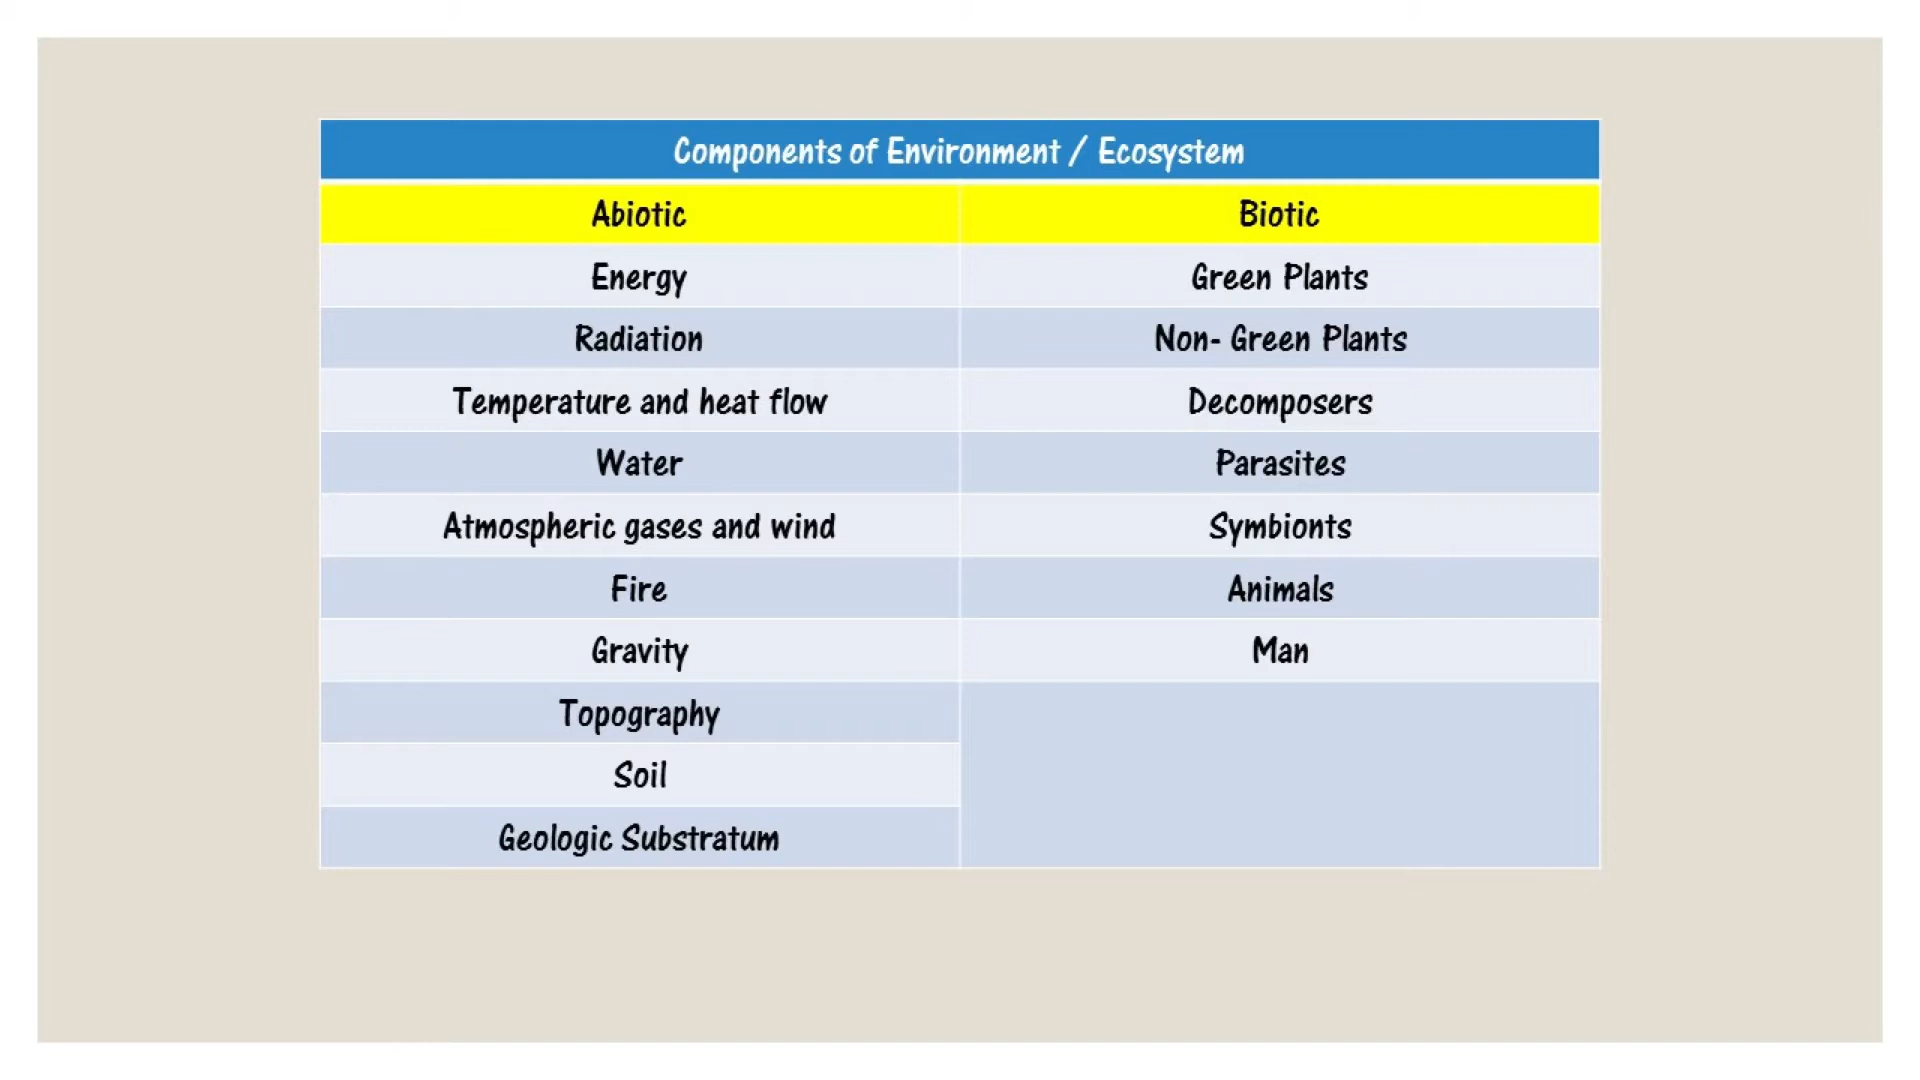 Components of Environment / Ecosystem
Abiotic Biotic
Energy Green Plants
Radiation Non- Green Plants
Temperature and heat flow Decomposers
Water Parasites
Atmospheric gases and wind Symbionts
Fire Animals
Gravity Man
Topography
Soil
Geologic Substratum